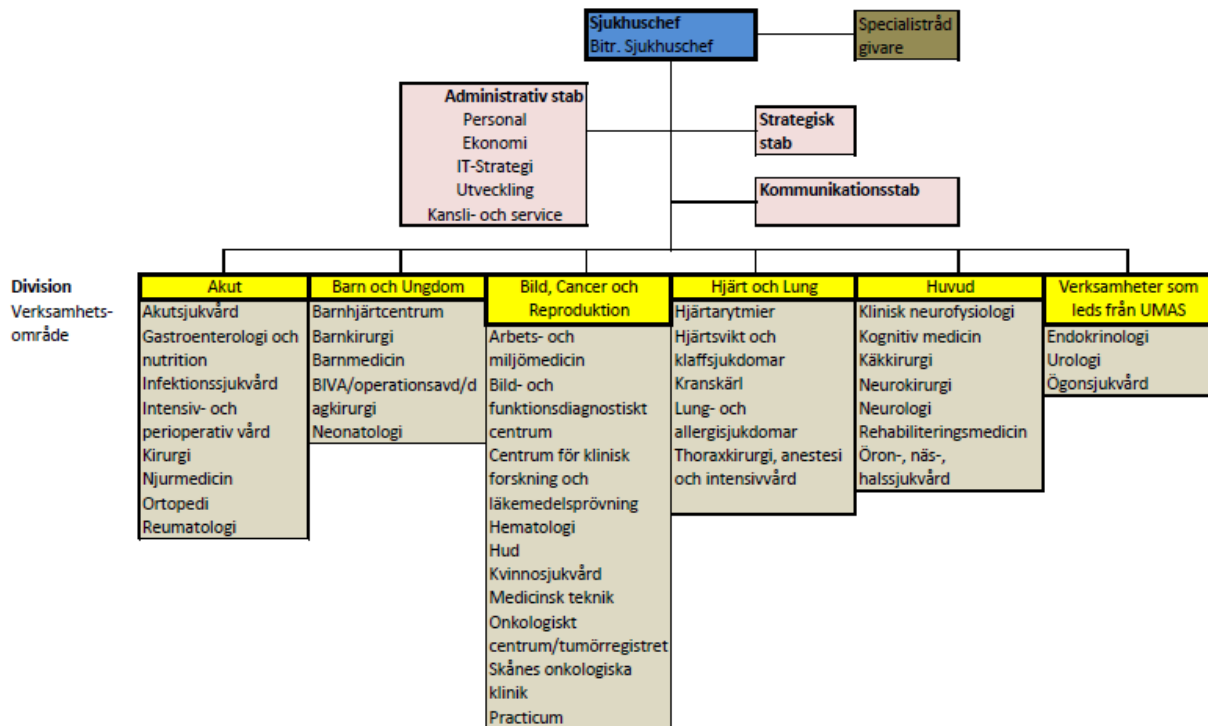 Sjukhuschef
Bitr. Sjukhuschef
Specialistråd
givare
Administrativ stab
Personal
Ekonomi
IT-Strategi
Utveckling
Kansli- och service
Strategisk
stab
Kommunikationsstab
Division
Verksamhets-
område
Akut
Akutsjukvård
Gastroenterologi och
nutrition
Infektionssjukvård
Intensiv- och
perioperativ vård
Kirurgi
Njurmedicin
Ortopedi
Reumatologi
Barn och Ungdom
Barnhjärtcentrum
Barnkirurgi
Barnmedicin
BIVA/operationsavd/d
agkirurgi
Neonatologi
Bild, Cancer och
Reproduktion
Arbets- och
miljömedicin
Bild- och
funktionsdiagnostiskt
centrum
Centrum för klinisk
forskning och
läkemedelsprövning
Hematologi
Hud
Kvinnosjukvård
Medicinsk teknik
Onkologiskt
centrum/tumörregistret
Skånes onkologiska
klinik
Practicum
Hjärt och Lung
Hjärtarytmier
Hjärtsvikt och
klaffsjukdomar
Kranskärl
Lung- och
allergisjukdomar
Thoraxkirurgi, anestesi
och intensivvård
Huvud
Klinisk neurofysiologi
Kognitiv medicin
Käkkirurgi
Neurokirurgi
Neurologi
Rehabiliteringsmedicin
Öron-, näs-,
halssjukvård
Verksamheter som
leds från UMAS
Endokrinologi
Urologi
Ögonsjukvård